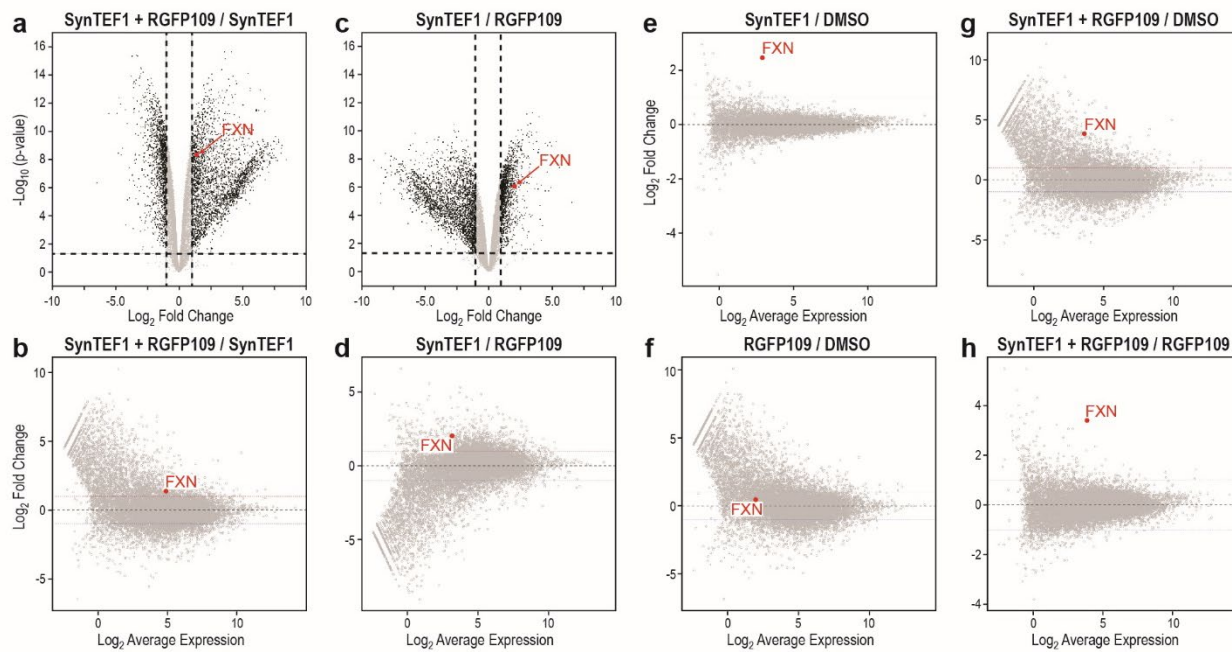 a SynTEF1 + RGFP109 / SynTEF1
16
14
12
10
8
6
4
2
0
-Log10 (p-value)
FXN
-10 -5.0 0 5.0 10
Log2 Fold Change
c SynTEF1 / RGFP109
16
14
12
10
8
6
4
2
0
FXN
-10 -5.0 0 5.0 10
Log2 Fold Change
e SynTEF1 / DMSO
2
0
-2
-4
Log2 Fold Change
FXN
0 5 10
Log2 Average Expression
g SynTEF1 + RGFP109 / DMSO
10
5
0
-5
FXN
0 5 10
Log2 Average Expression
b SynTEF1 + RGFP109 / SynTEF1
10
5
0
-5
Log2 Fold Change
FXN
0 5 10
Log2 Average Expression
d SynTEF1 / RGFP109
5
0
-5
FXN
0 5 10
Log2 Average Expression
f RGFP109 / DMSO
10
5
0
-5
FXN
0 5 10
Log2 Average Expression
h SynTEF1 + RGFP109 / RGFP109
4
2
0
-2
-4
FXN
0 5 10
Log2 Average Expression